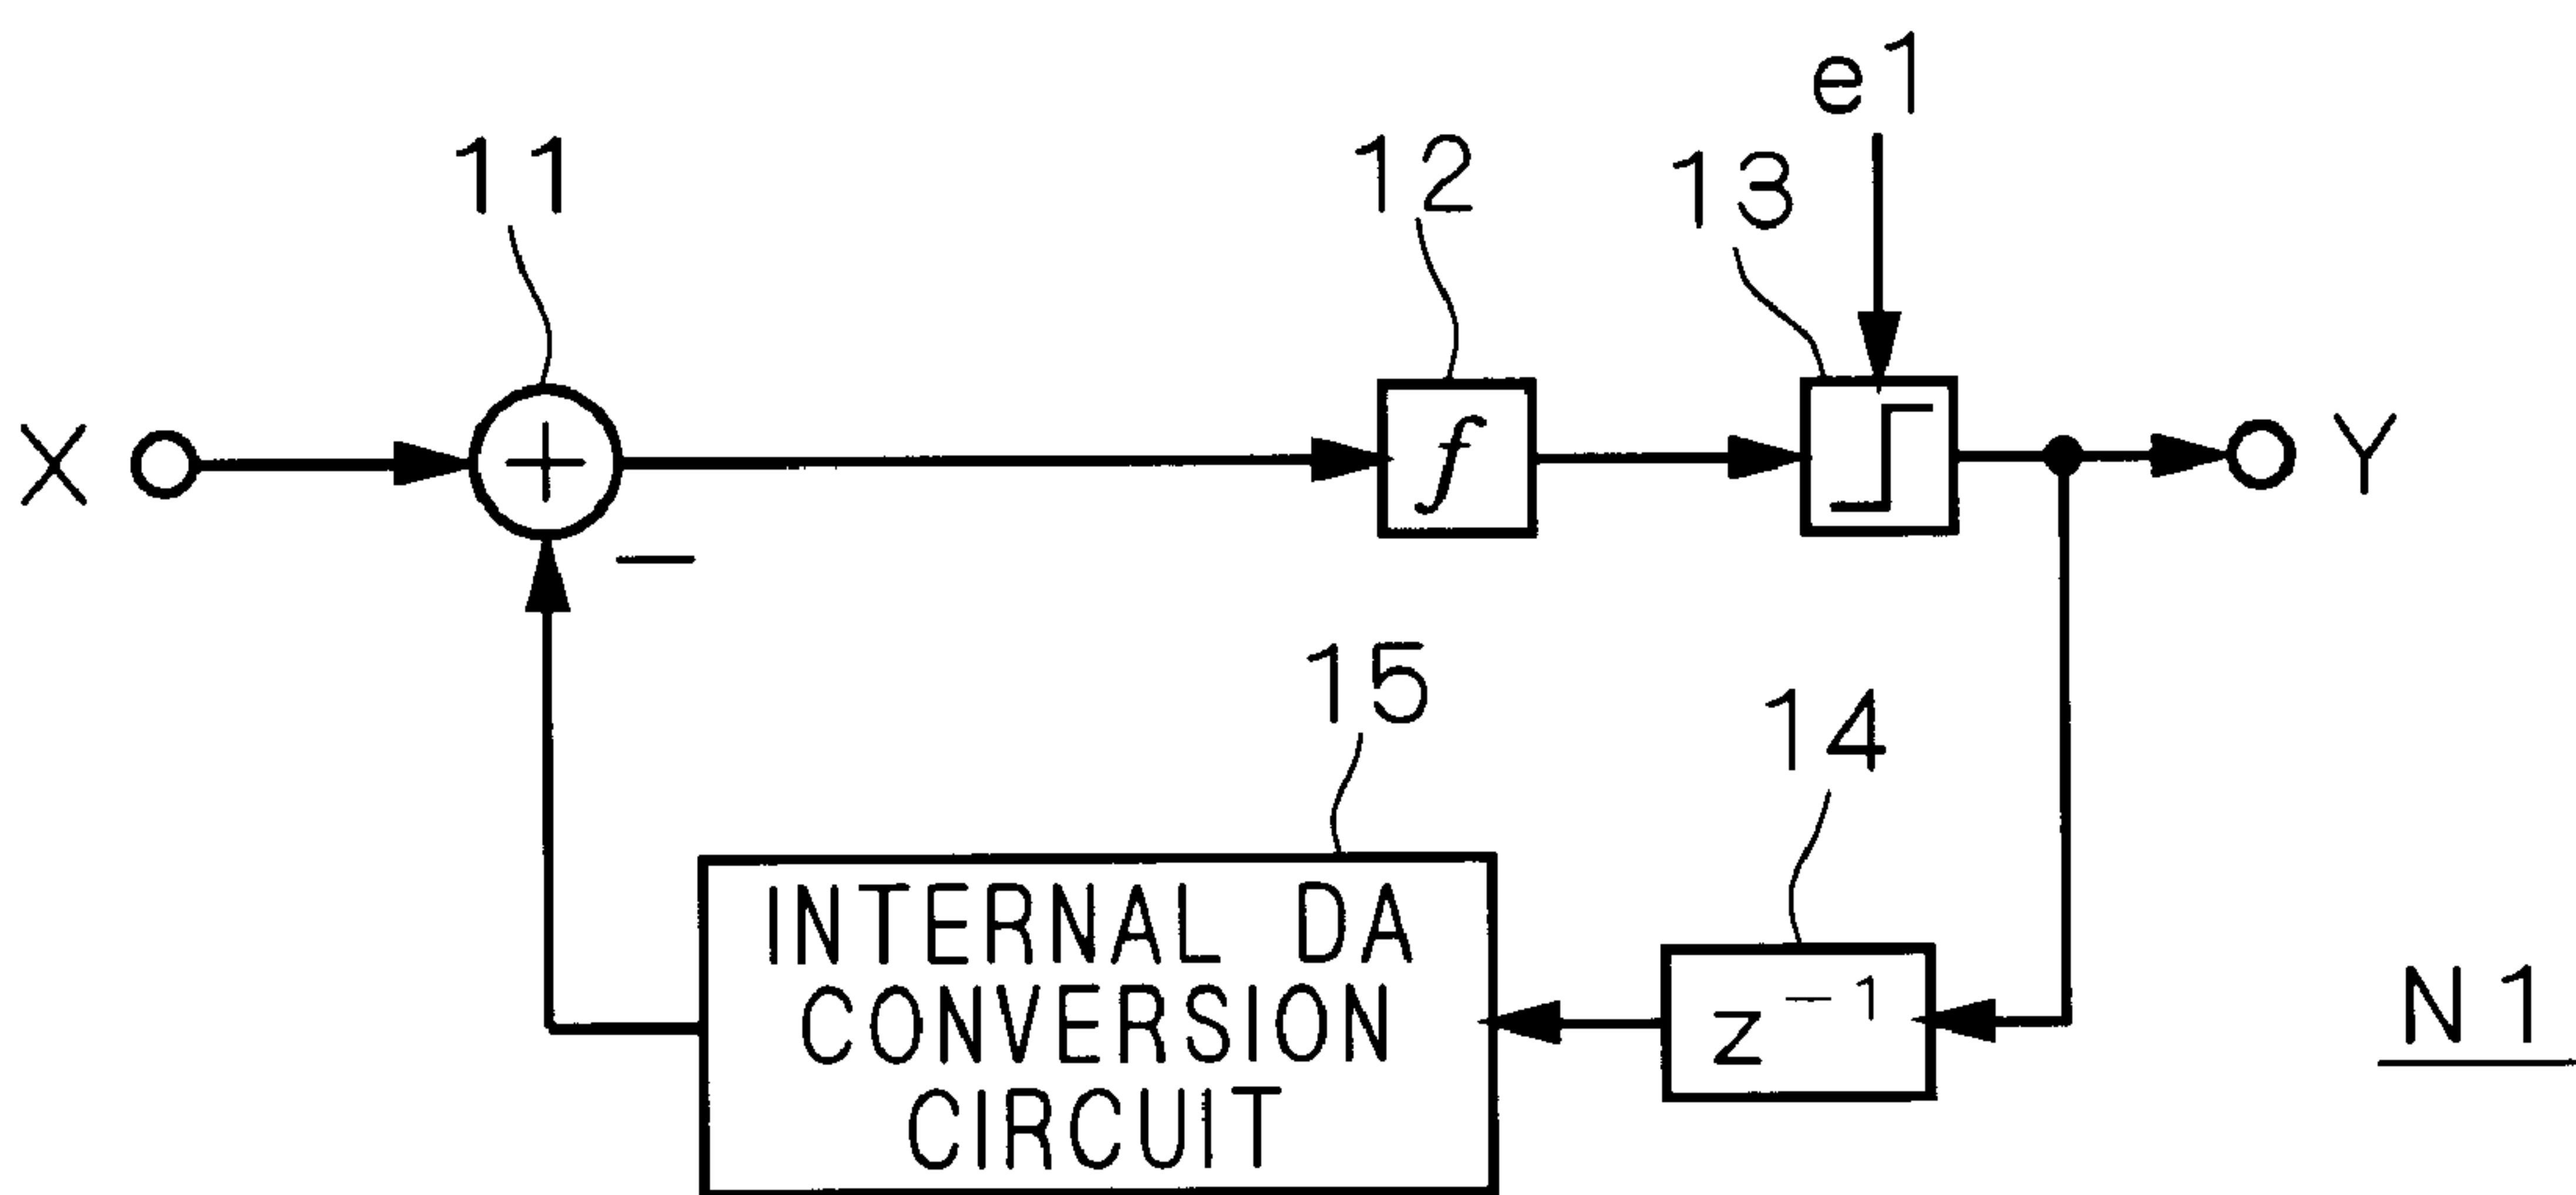 e1
11
12
13
X
+
f
Y
−
15
14
INTERNAL DA
CONVERSION
CIRCUIT
z⁻¹
N1